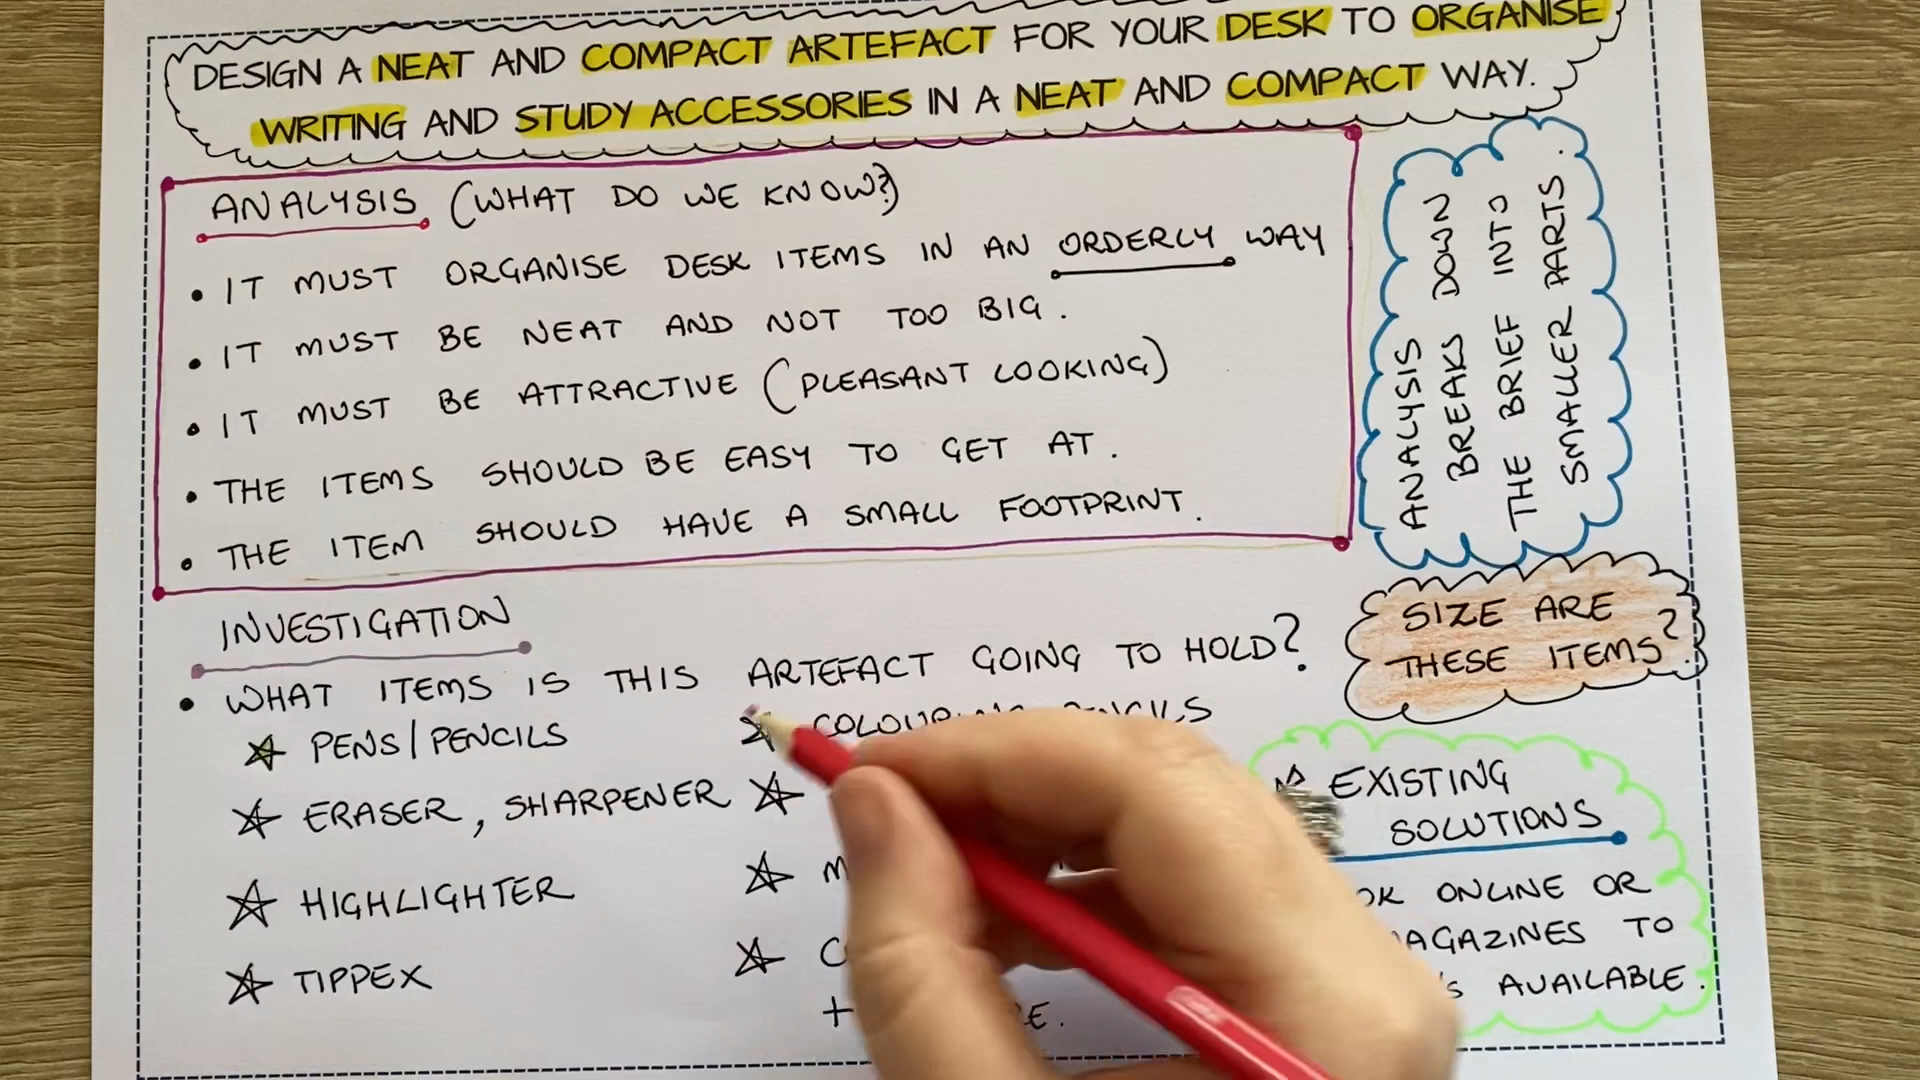 DESIGN A NEAT AND COMPACT ARTEFACT FOR YOUR DESK TO ORGANISE
WRITING AND STUDY ACCESSORIES IN A NEAT AND COMPACT WAY.
ANALYSIS (WHAT DO WE KNOW?)
• IT MUST ORGANISE DESK ITEMS IN AN ORDERLY WAY
• IT MUST BE NEAT AND NOT TOO BIG.
• IT MUST BE ATTRACTIVE (PLEASANT LOOKING)
• THE ITEMS SHOULD BE EASY TO GET AT.
• THE ITEM SHOULD HAVE A SMALL FOOTPRINT.
ANALYSIS
BREAKS DOWN
THE BRIEF INTO
SMALLER PARTS.
INVESTIGATION
• WHAT ITEMS IS THIS ARTEFACT GOING TO HOLD?
PENS/PENCILS
ERASER, SHARPENER
HIGHLIGHTER
TIPPEX
SIZE ARE
THESE ITEMS?
EXISTING
SOLUTIONS
ONLINE OR
TO
AVAILABLE.